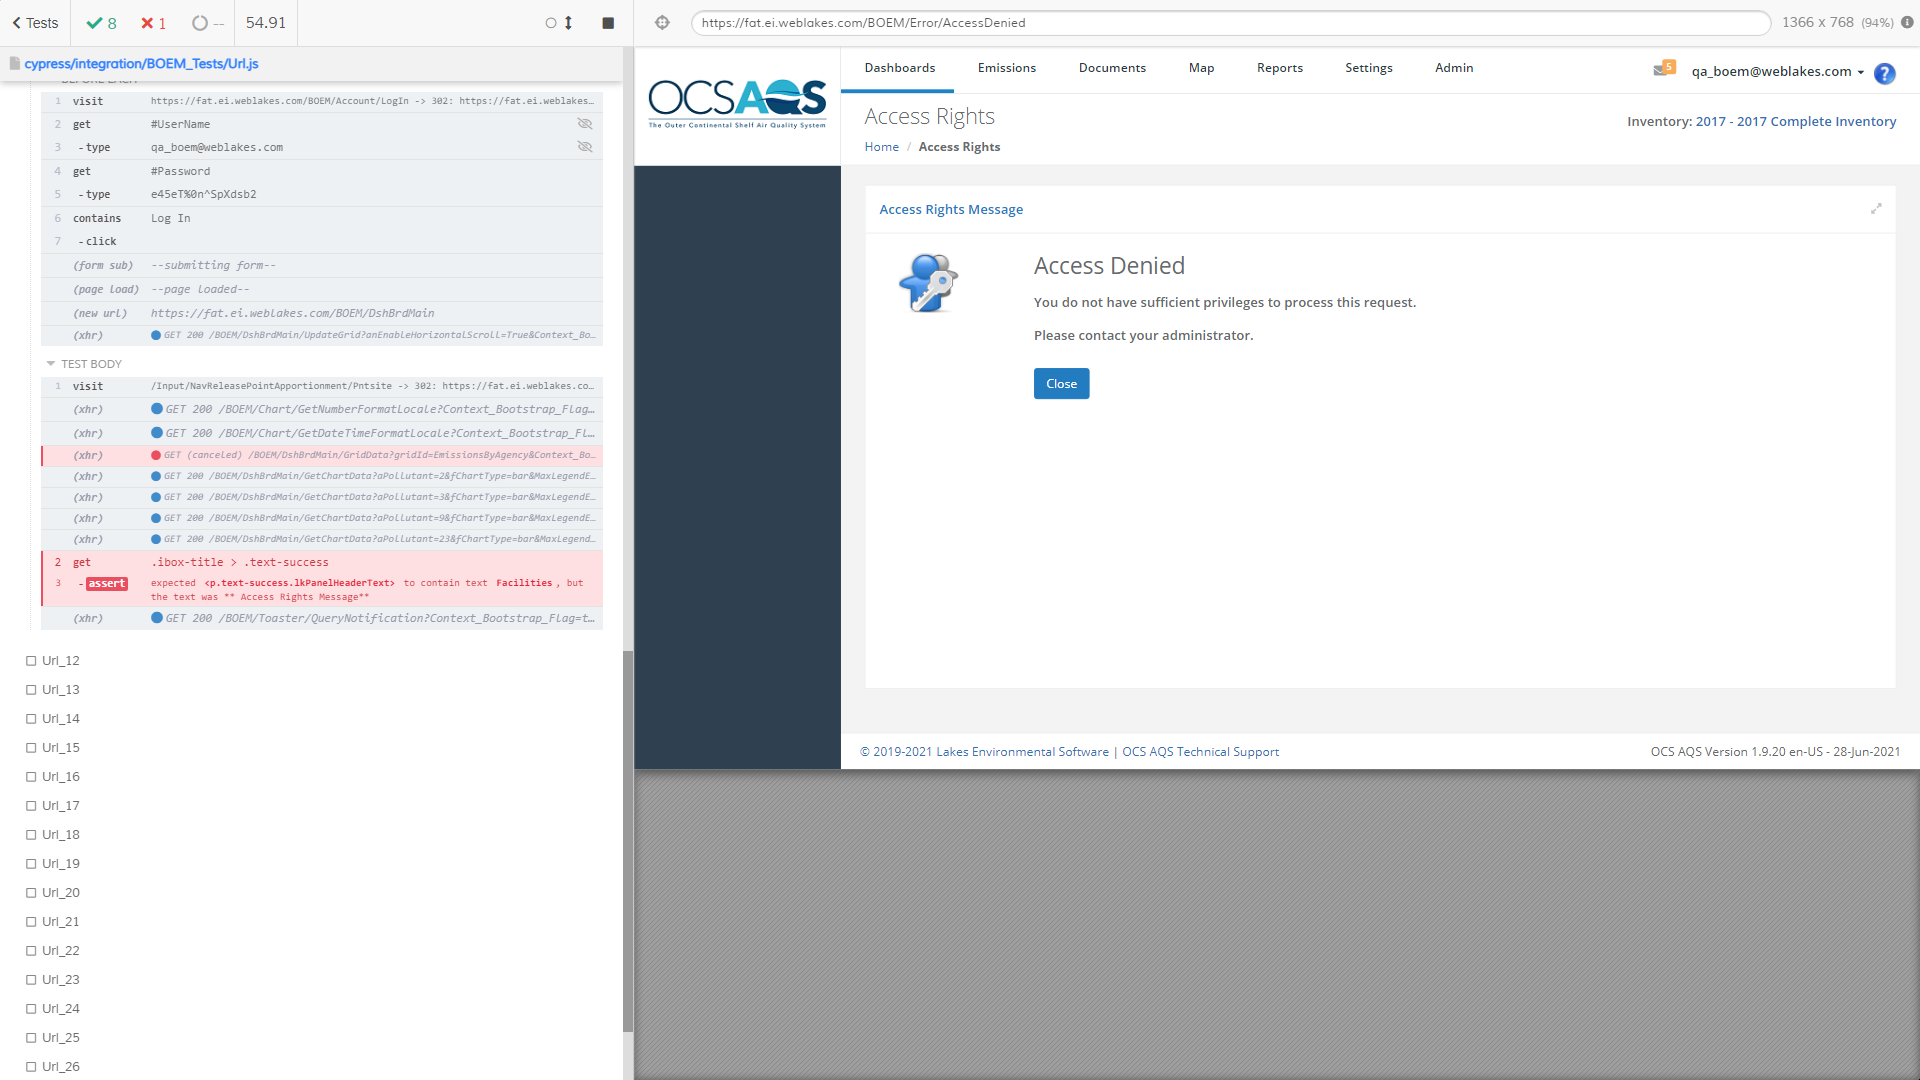 Tests
8
1
--
54.91
https://fat.ei.weblakes.com/BOEM/Error/AccessDenied
1366 x 768 (94%)
cypress/integration/BOEM_Tests/Url.js
1 visit https://fat.ei.weblakes.com/BOEM/Account/LogIn -> 302: https://fat.ei.weblakes…
2 get #UserName
3 -type qa_boem@weblakes.com
4 get #Password
5 -type e45eT%0n^SpXdsb2
6 contains Log In
7 -click
(form sub) --submitting form--
(page load) --page loaded--
(new url) https://fat.ei.weblakes.com/BOEM/DshBrdMain
(xhr) GET 200 /BOEM/DshBrdMain/UpdateGrid?anEnableHorizontalScroll=True&Context_Bo…
TEST BODY
1 visit /Input/NavReleasePointApportionment/Pntsite -> 302: https://fat.ei.weblakes.co…
(xhr) GET 200 /BOEM/Chart/GetNumberFormatLocale?Context_Bootstrap_Flag…
(xhr) GET 200 /BOEM/Chart/GetDateTimeFormatLocale?Context_Bootstrap_Fl…
(xhr) GET (canceled) /BOEM/DshBrdMain/GridData?gridId=EmissionsByAgency&Context_Bo…
(xhr) GET 200 /BOEM/DshBrdMain/GetChartData?aPollutant=2&fChartType=bar&MaxLegendE…
(xhr) GET 200 /BOEM/DshBrdMain/GetChartData?aPollutant=3&fChartType=bar&MaxLegendE…
(xhr) GET 200 /BOEM/DshBrdMain/GetChartData?aPollutant=9&fChartType=bar&MaxLegendE…
(xhr) GET 200 /BOEM/DshBrdMain/GetChartData?aPollutant=23&fChartType=bar&MaxLegend…
2 get .ibox-title > .text-success
3 -assert expected <p.text-success.lkPanelHeaderText> to contain text Facilities, but
the text was ** Access Rights Message**
(xhr) GET 200 /BOEM/Toaster/QueryNotification?Context_Bootstrap_Flag=t…
Url_12
Url_13
Url_14
Url_15
Url_16
Url_17
Url_18
Url_19
Url_20
Url_21
Url_22
Url_23
Url_24
Url_25
Url_26
OCSAQS
The Outer Continental Shelf Air Quality System
Dashboards Emissions Documents Map Reports Settings Admin
5
qa_boem@weblakes.com
?
Access Rights
Home / Access Rights
Inventory: 2017 - 2017 Complete Inventory
Access Rights Message
Access Denied
You do not have sufficient privileges to process this request.
Please contact your administrator.
Close
© 2019-2021 Lakes Environmental Software | OCS AQS Technical Support
OCS AQS Version 1.9.20 en-US - 28-Jun-2021